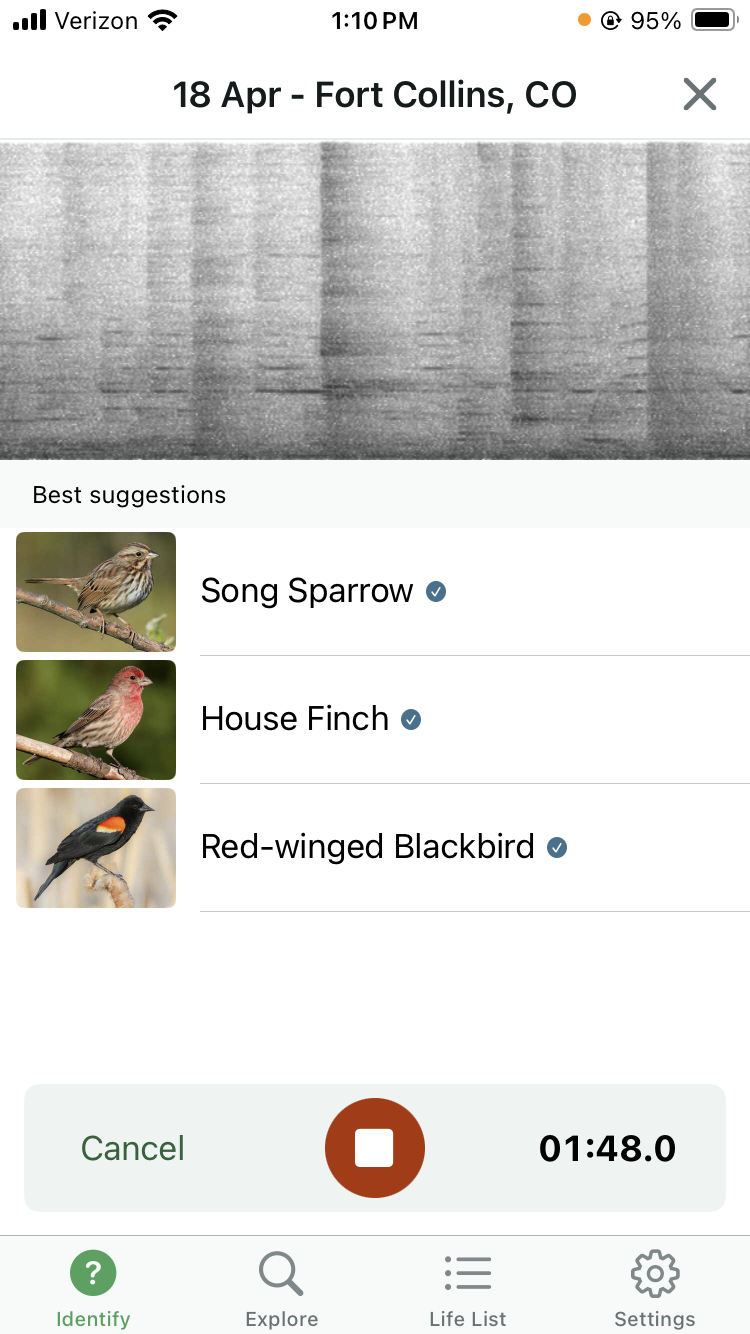 Verizon 1:10 PM 95%
18 Apr - Fort Collins, CO
Best suggestions
Song Sparrow
House Finch
Red-winged Blackbird
Cancel 01:48.0
?
Identify Explore Life List Settings